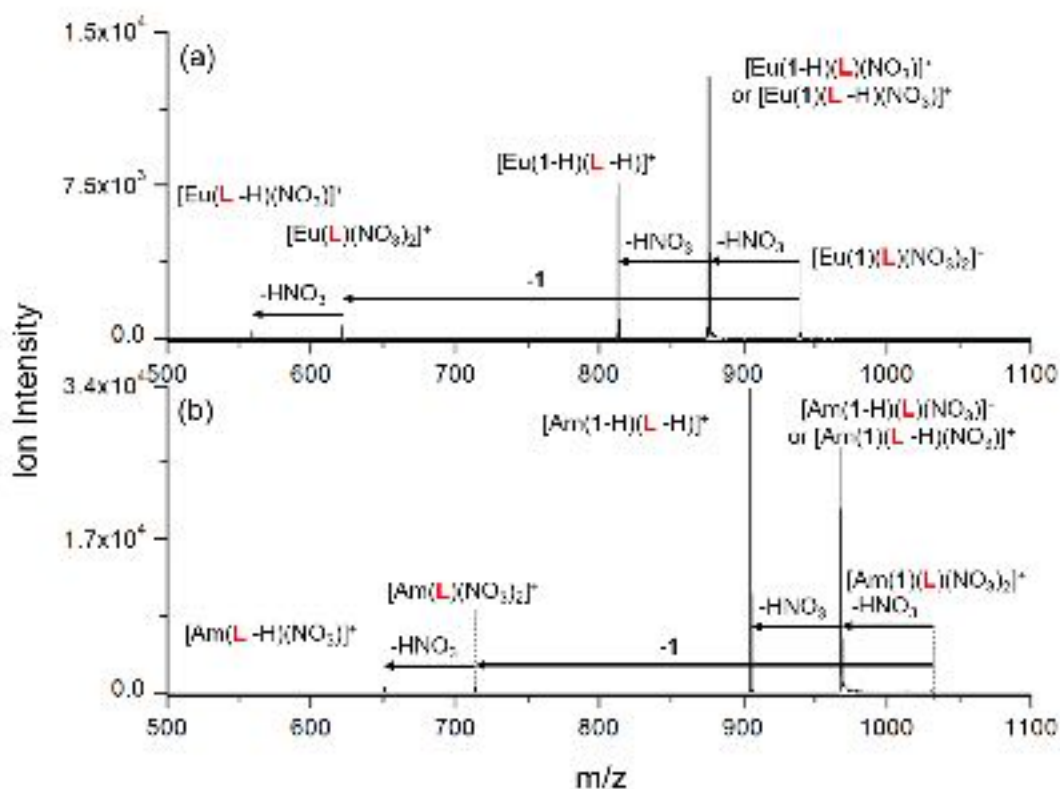 1.5x10⁴
(a)
[Eu(1-H)(L)(NO₃)]⁺
or [Eu(1)(L -H)(NO₃)]⁺
[Eu(1-H)(L -H)]⁺
7.5x10³
[Eu(L -H)(NO₃)]⁺
[Eu(L)(NO₃)₂]⁺
-HNO₃
-HNO₃
[Eu(1)(L)(NO₃)₂]⁺
-HNO₃
-1
0.0
500 600 700 800 900 1000 1100
3.4x10⁴
(b)
[Am(1-H)(L -H)]⁺
[Am(1-H)(L)(NO₃)]⁺
or [Am(1)(L -H)(NO₃)]⁺
1.7x10⁴
[Am(L)(NO₃)₂]⁺
[Am(1)(L)(NO₃)₂]⁺
-HNO₃
-HNO₃
[Am(L -H)(NO₃)]⁺
-HNO₃
-1
0.0
500 600 700 800 900 1000 1100
m/z
Ion Intensity